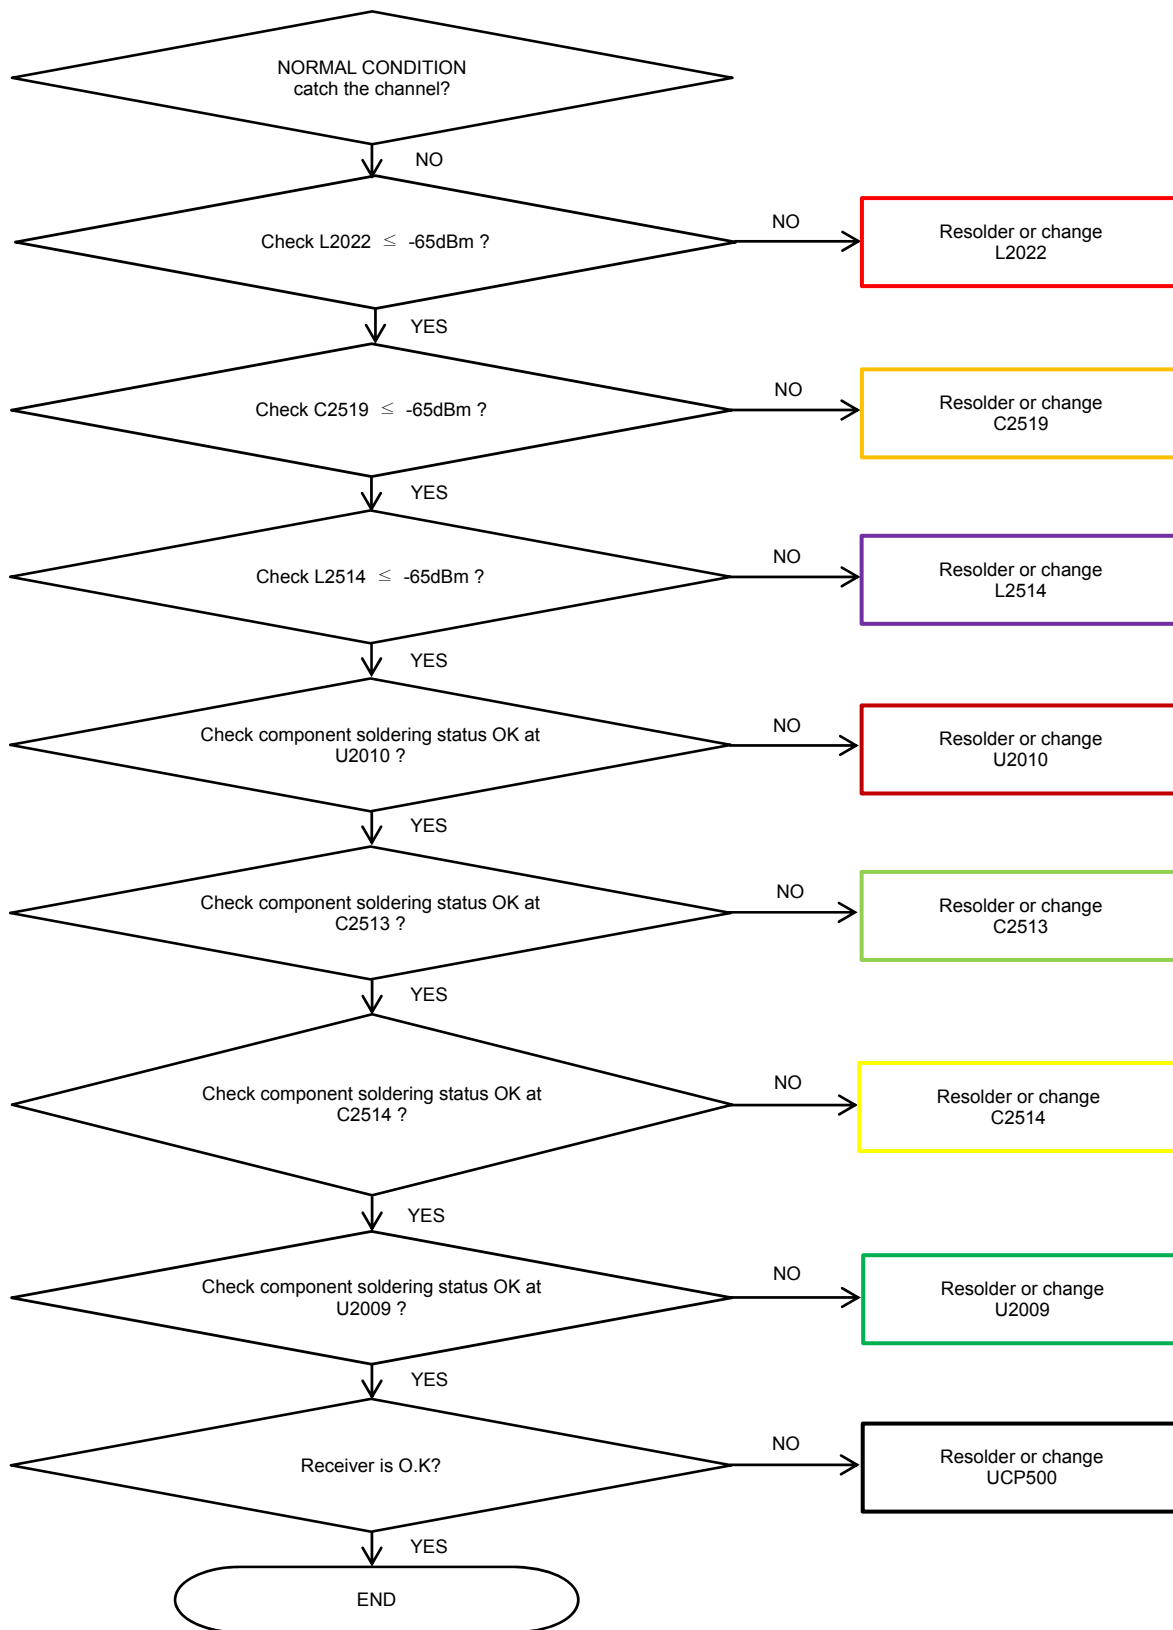 NORMAL CONDITION
catch the channel?
NO
Check L2022 ≤ -65dBm ?
NO
Resolder or change
L2022
YES
Check C2519 ≤ -65dBm ?
NO
Resolder or change
C2519
YES
Check L2514 ≤ -65dBm ?
NO
Resolder or change
L2514
YES
Check component soldering status OK at
U2010 ?
NO
Resolder or change
U2010
YES
Check component soldering status OK at
C2513 ?
NO
Resolder or change
C2513
YES
Check component soldering status OK at
C2514 ?
NO
Resolder or change
C2514
YES
Check component soldering status OK at
U2009 ?
NO
Resolder or change
U2009
YES
Receiver is O.K?
NO
Resolder or change
UCP500
YES
END